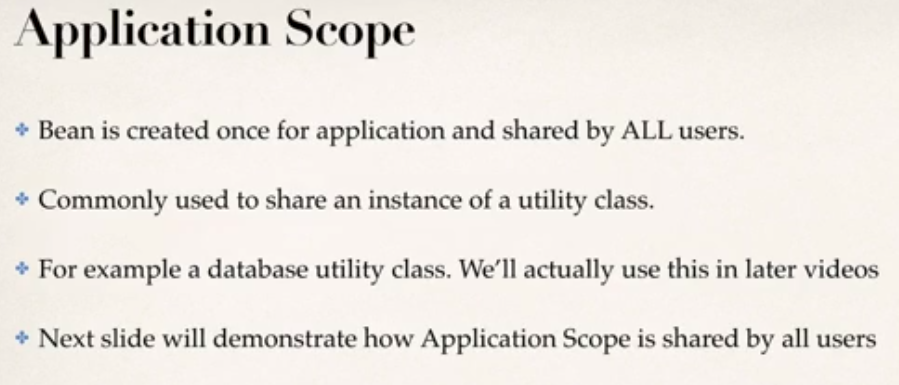 Application Scope
Bean is created once for application and shared by ALL users.
Commonly used to share an instance of a utility class.
For example a database utility class. We'll actually use this in later videos
Next slide will demonstrate how Application Scope is shared by all users